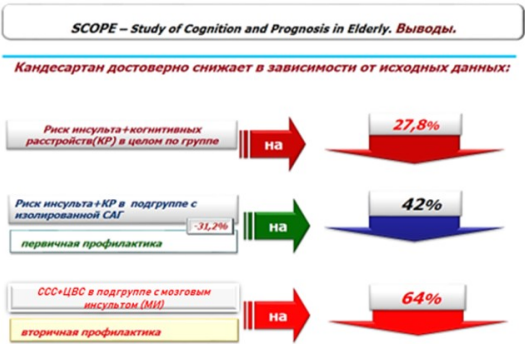 SCOPE – Study of Cognition and Prognosis in Elderly. Выводы.
Кандесартан достоверно снижает в зависимости от исходных данных:
Риск инсульта+когнитивных
расстройств(КР) в целом по группе
на
27,8%
Риск инсульта+КР в подгруппе с
изолированной САГ
-31,2%
первичная профилактика
на
42%
ССС+ЦВС в подгруппе с мозговым
инсультом (МИ)
вторичная профилактика
на
64%